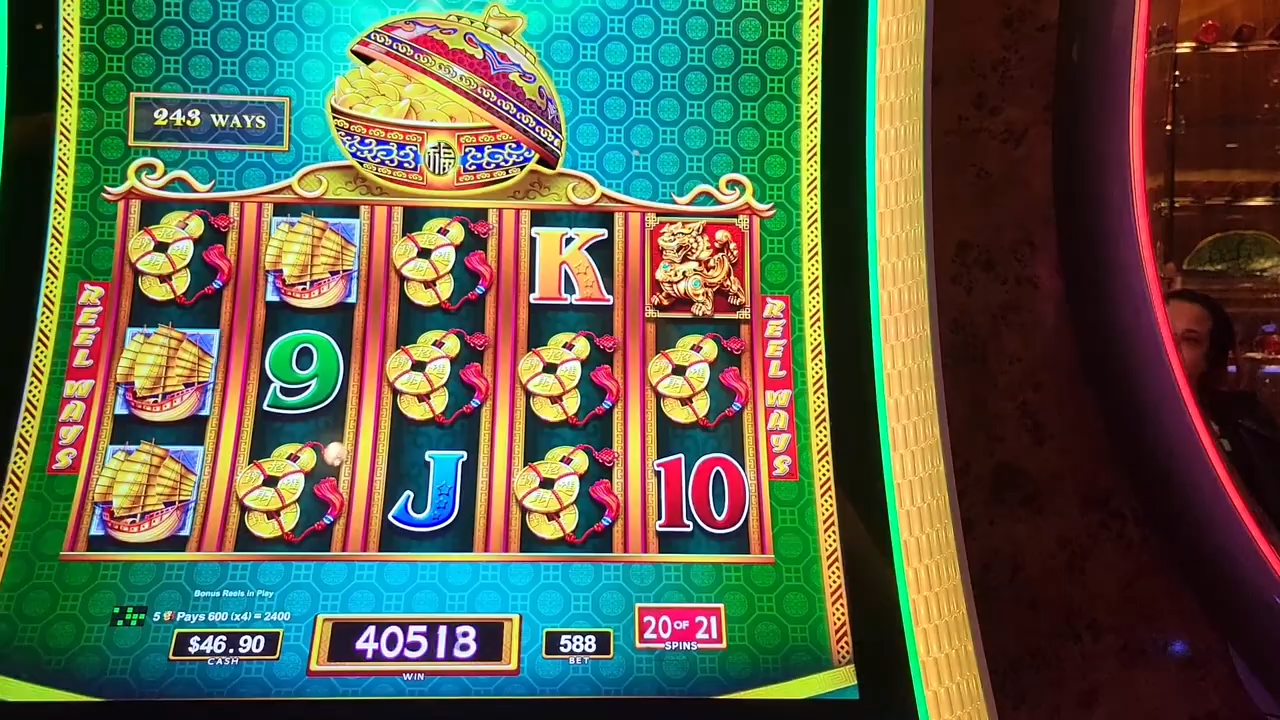 243 WAYS
福
K
REEL WAYS
REEL WAYS
9
J
10
Bonus Reels in Play
5 Pays 600 (x4) = 2400
$46.90
CASH
40518
WIN
588
BET
20 OF 21
SPINS